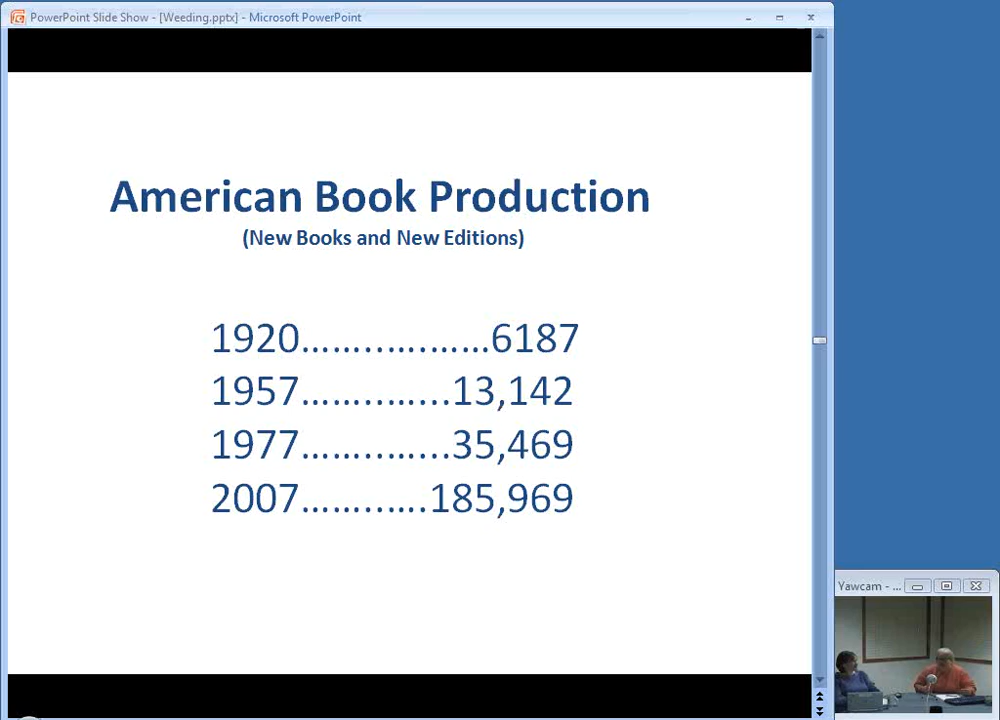 PowerPoint Slide Show - [Weeding.pptx] - Microsoft PowerPoint
American Book Production
(New Books and New Editions)
1920……..….……6187
1957……..…...13,142
1977……..…...35,469
2007……..….185,969
Yawcam - ...